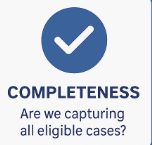 COMPLETENESS
Are we capturing
all eligible cases?